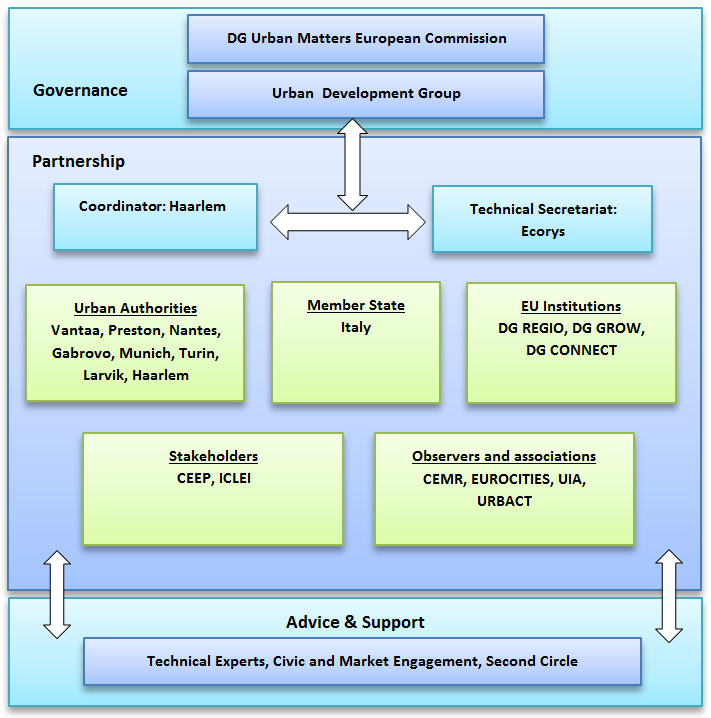 DG Urban Matters European Commission
Governance
Urban Development Group
Partnership
Coordinator: Haarlem
Technical Secretariat:
Ecorys
Urban Authorities
Vantaa, Preston, Nantes,
Gabrovo, Munich, Turin,
Larvik, Haarlem
Member State
Italy
EU Institutions
DG REGIO, DG GROW,
DG CONNECT
Stakeholders
CEEP, ICLEI
Observers and associations
CEMR, EUROCITIES, UIA,
URBACT
Advice & Support
Technical Experts, Civic and Market Engagement, Second Circle